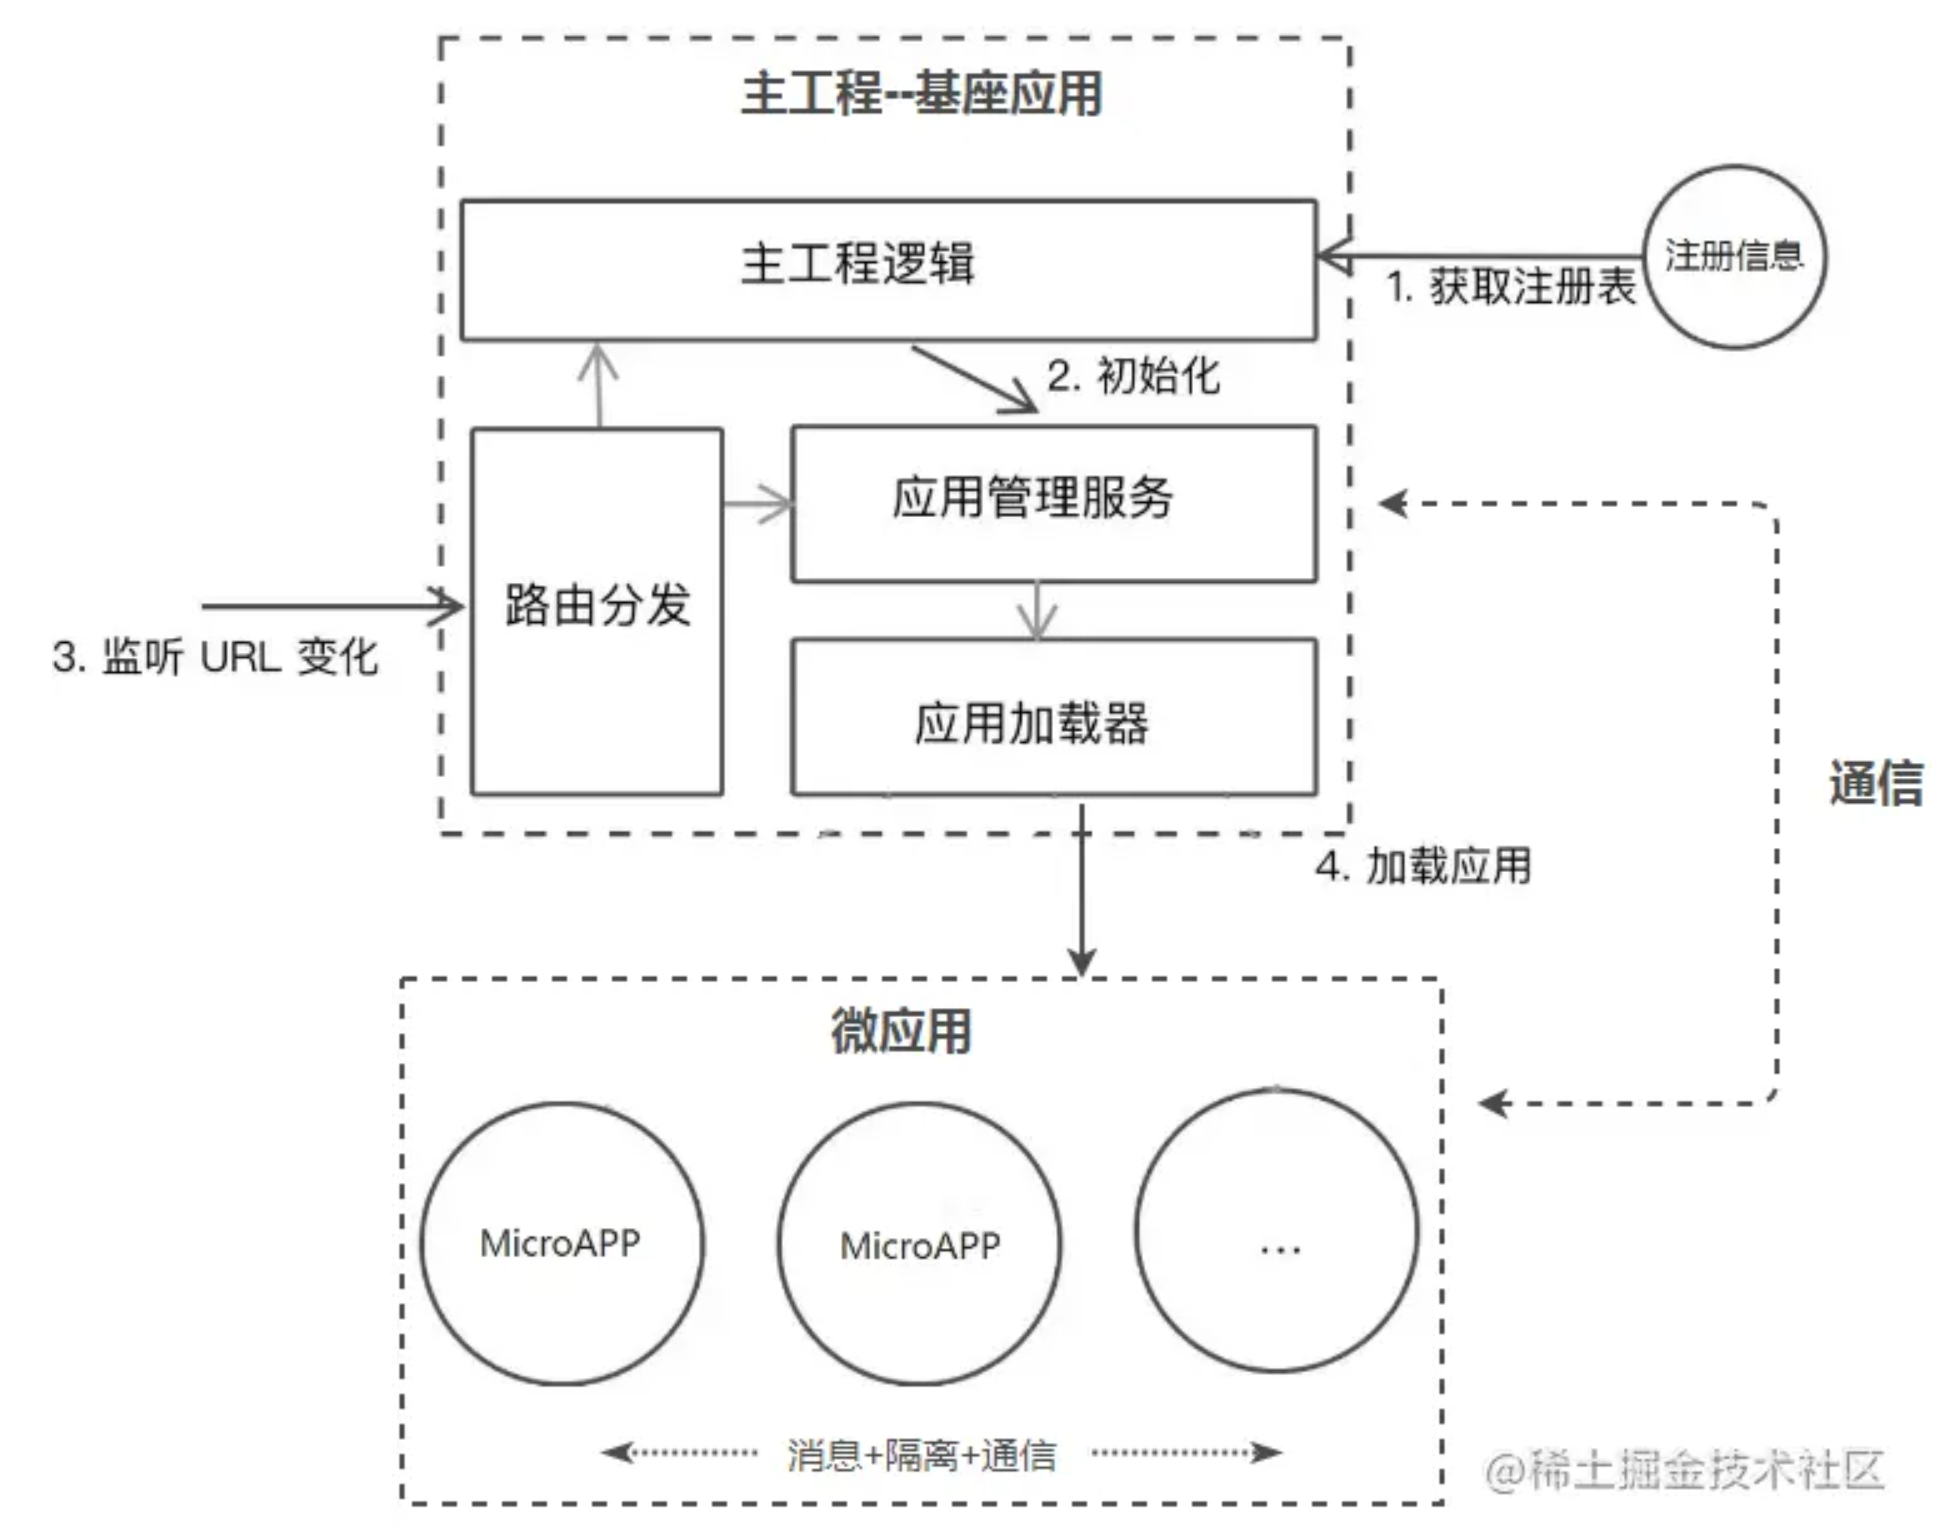 主工程--基座应用
主工程逻辑
注册信息
1. 获取注册表
2. 初始化
应用管理服务
路由分发
3. 监听 URL 变化
应用加载器
通信
4. 加载应用
微应用
MicroAPP
MicroAPP
...
消息+隔离+通信
@稀土掘金技术社区